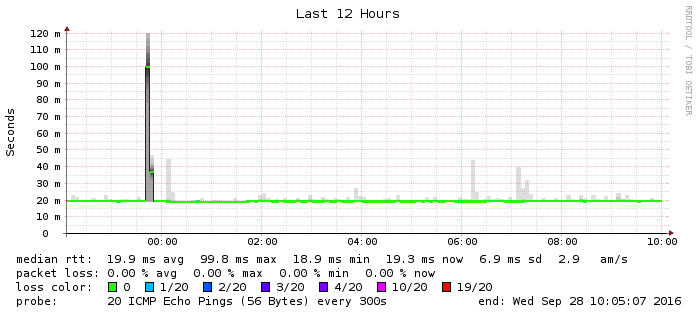 Last 12 Hours
RRDTOOL / TOBI OETIKER
Seconds
120 m
110 m
100 m
90 m
80 m
70 m
60 m
50 m
40 m
30 m
20 m
10 m
0
00:00 02:00 04:00 06:00 08:00 10:00
median rtt: 19.9 ms avg 99.8 ms max 18.9 ms min 19.3 ms now 6.9 ms sd 2.9 am/s
packet loss: 0.00 % avg 0.00 % max 0.00 % min 0.00 % now
loss color: 0 1/20 2/20 3/20 4/20 10/20 19/20
probe: 20 ICMP Echo Pings (56 Bytes) every 300s end: Wed Sep 28 10:05:07 2016